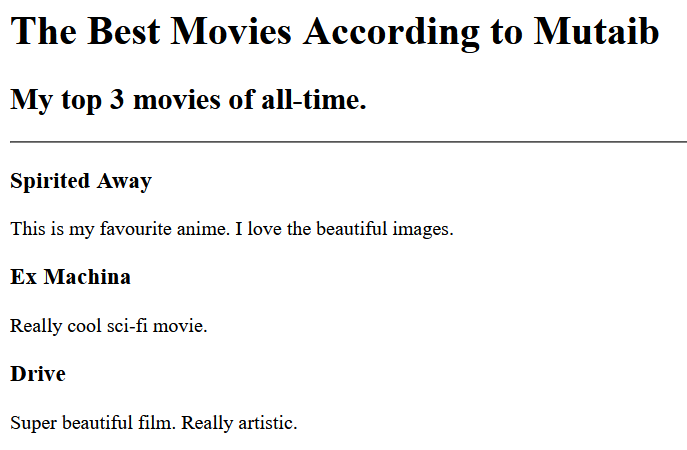 The Best Movies According to Mutaib
My top 3 movies of all-time.
Spirited Away
This is my favourite anime. I love the beautiful images.
Ex Machina
Really cool sci-fi movie.
Drive
Super beautiful film. Really artistic.